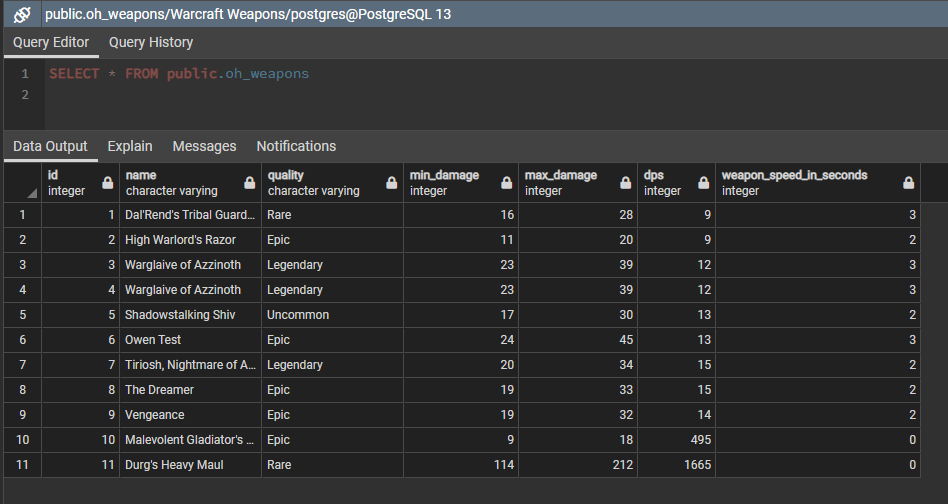 public.oh_weapons/Warcraft Weapons/postgres@PostgreSQL 13
Query Editor Query History
1 SELECT * FROM public.oh_weapons
2
Data Output Explain Messages Notifications
id name quality min_damage max_damage dps weapon_speed_in_seconds
integer character varying character varying integer integer integer integer
1 1 Dal'Rend's Tribal Guard... Rare 16 28 9 3
2 2 High Warlord's Razor Epic 11 20 9 2
3 3 Warglaive of Azzinoth Legendary 23 39 12 3
4 4 Warglaive of Azzinoth Legendary 23 39 12 3
5 5 Shadowstalking Shiv Uncommon 17 30 13 2
6 6 Owen Test Epic 24 45 13 3
7 7 Tiriosh, Nightmare of A... Legendary 20 34 15 2
8 8 The Dreamer Epic 19 33 15 2
9 9 Vengeance Epic 19 32 14 2
10 10 Malevolent Gladiator's ... Epic 9 18 495 0
11 11 Durg's Heavy Maul Rare 114 212 1665 0